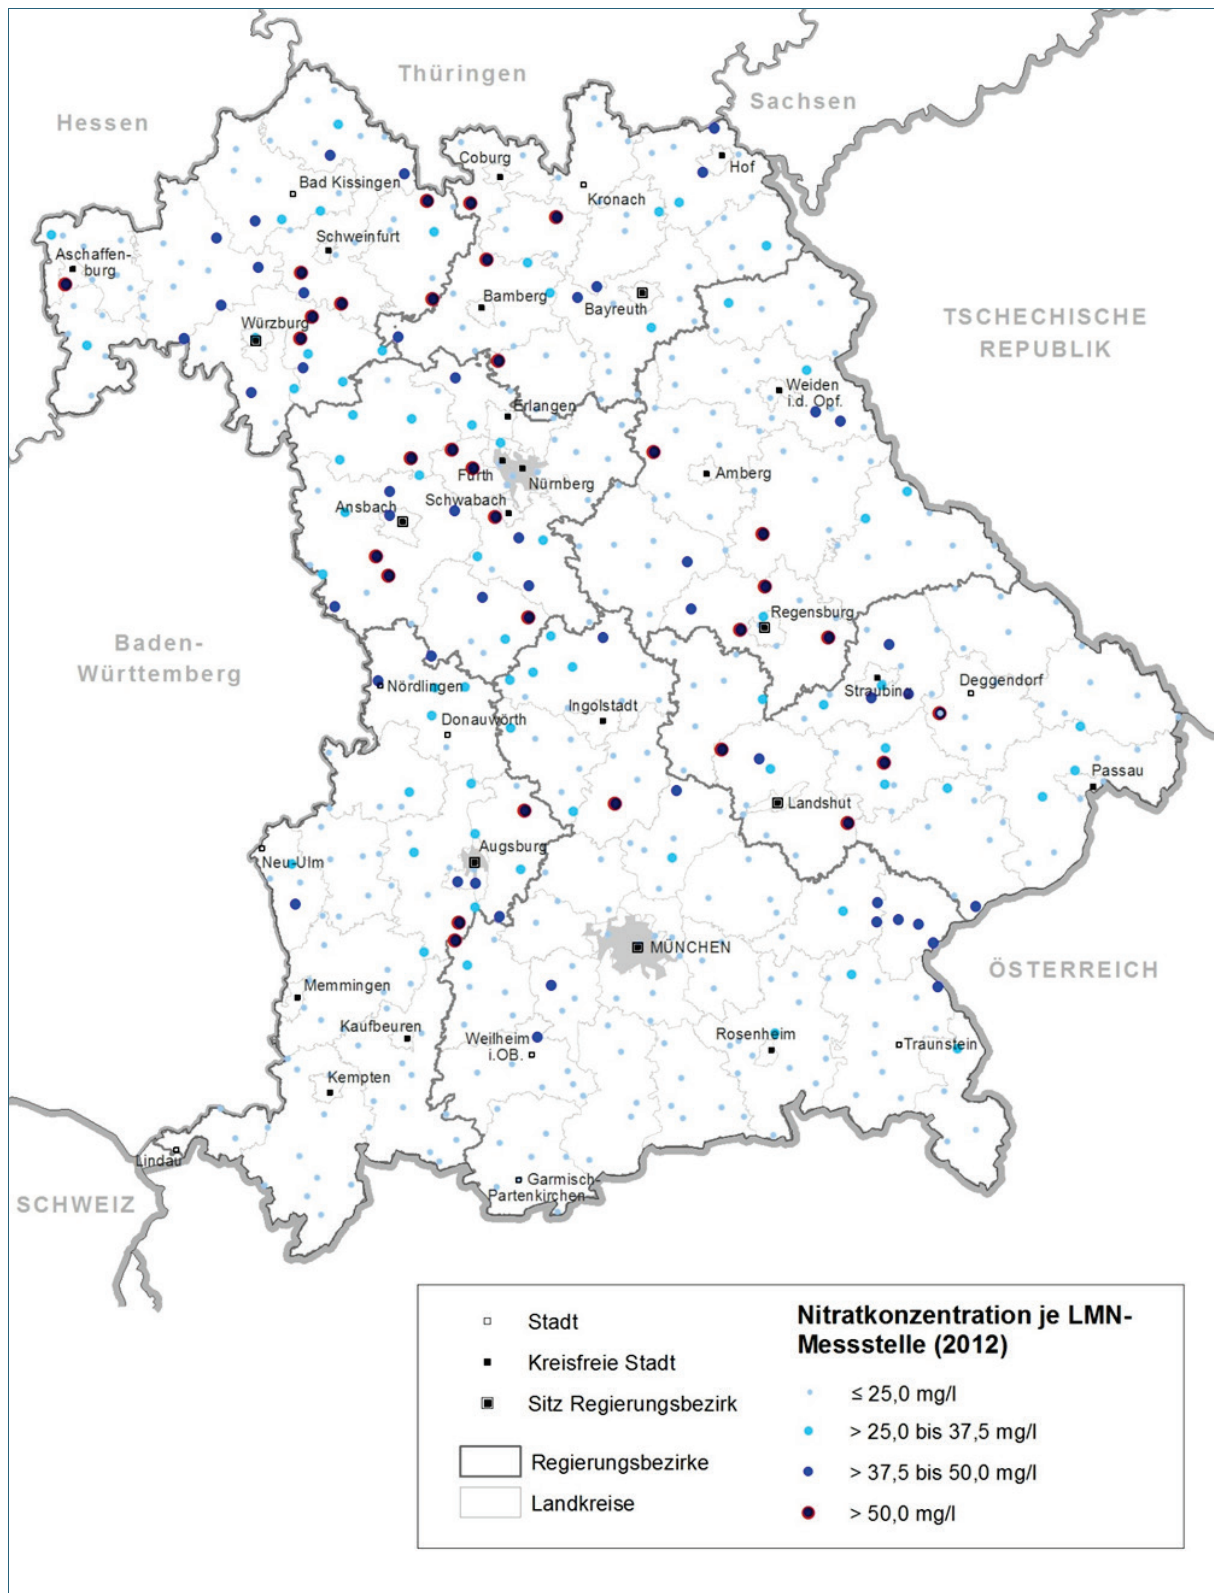 Thüringen
Sachsen
Hessen
Coburg
Hof
Bad Kissingen
Kronach
Schweinfurt
Aschaffen-
burg
Bamberg
Bayreuth
Würzburg
TSCHECHISCHE
REPUBLIK
Weiden
i.d. Opf.
Erlangen
Fürth
Nürnberg
Amberg
Ansbach
Schwabach
Regensburg
Baden-
Württemberg
Nördlingen
Straubing
Deggendorf
Donauwörth
Ingolstadt
Passau
Landshut
Neu-Ulm
Augsburg
MÜNCHEN
ÖSTERREICH
Memmingen
Kaufbeuren
Weilheim
i.OB.
Rosenheim
Traunstein
Kempten
Lindau
Garmisch-
Partenkirchen
SCHWEIZ
Stadt
Kreisfreie Stadt
Sitz Regierungsbezirk
Regierungsbezirke
Landkreise
Nitratkonzentration je LMN-
Messstelle (2012)
≤ 25,0 mg/l
> 25,0 bis 37,5 mg/l
> 37,5 bis 50,0 mg/l
> 50,0 mg/l